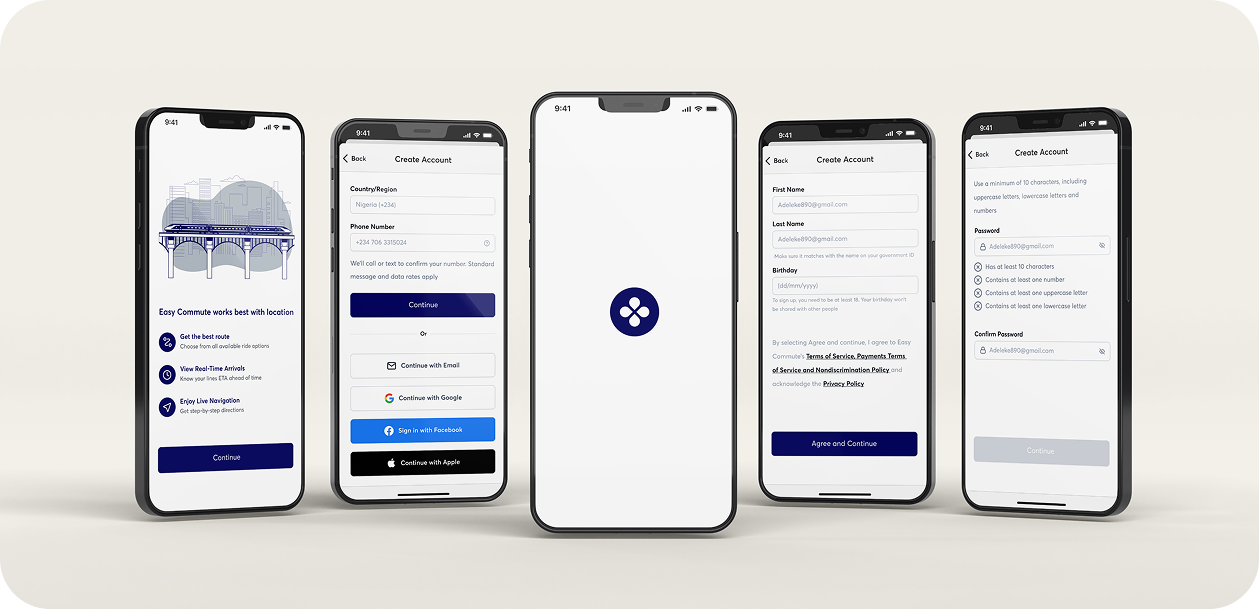 9:41
Easy Commute works best with location
Get the best route
Choose from all available ride options
View Real-Time Arrivals
Know your lines ETA ahead of time
Enjoy Live Navigation
Get step-by-step directions
Continue
9:41
Back
Create Account
Country/Region
Nigeria (+234)
Phone Number
+234 706 3315024
We'll call or text to confirm your number. Standard
message and data rates apply
Continue
Or
Continue with Email
Continue with Google
Sign in with Facebook
Continue with Apple
9:41
9:41
Back
Create Account
First Name
Adeleke890@gmail.com
Last Name
Adeleke890@gmail.com
Make sure it matches with the name on your government ID
Birthday
(dd/mm/yyyy)
To sign up, you need to be at least 18. Your birthday won't
be shared with other people.
By selecting Agree and continue, I agree to Easy
Commute's Terms of Service, Payments Terms
of Service and Nondiscrimination Policy and
acknowledge the Privacy Policy
Agree and Continue
9:41
Back
Create Account
Use a minimum of 10 characters, including
uppercase letters, lowercase letters and
numbers
Password
Adeleke890@gmail.com
Has at least 10 characters
Contains at least one number
Contains at least one uppercase letter
Contains at least one lowercase letter
Confirm Password
Adeleke890@gmail.com
Continue